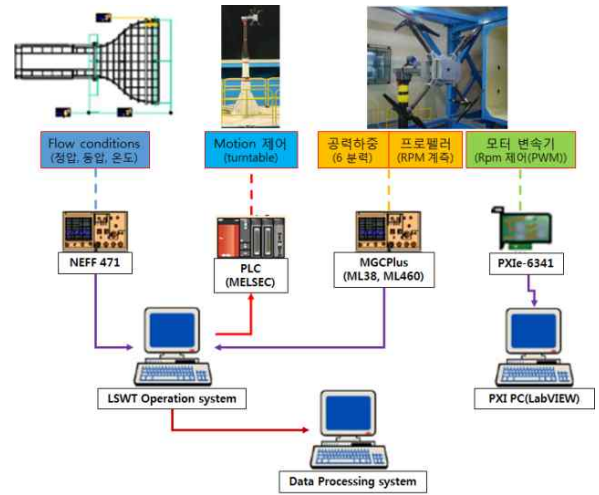 Flow conditions
(정압, 동압, 온도)
Motion 제어
(turntable)
공력하중
(6 분력)
프로펠러
(RPM 계측)
모터 변속기
(Rpm 제어(PWM))
NEFF 471
PLC
(MELSEC)
MGCPlus
(ML38, ML460)
PXIe-6341
LSWT Operation system
PXI PC(LabVIEW)
Data Processing system